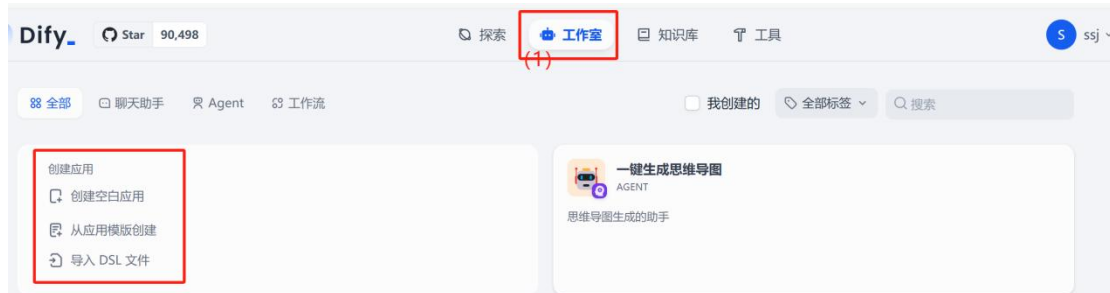 Dify_ Star 90,498 探索 工作室 知识库 工具 S ssj
(1)
全部 聊天助手 Agent 工作流 我创建的 全部标签 搜索
创建应用
创建空白应用
从应用模版创建
导入 DSL 文件
一键生成思维导图
AGENT
思维导图生成的助手